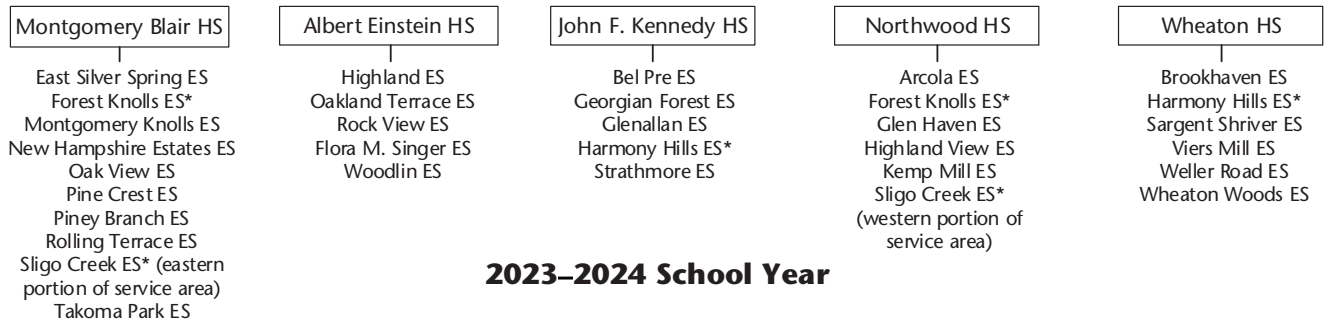 Montgomery Blair HS
East Silver Spring ES
Forest Knolls ES*
Montgomery Knolls ES
New Hampshire Estates ES
Oak View ES
Pine Crest ES
Piney Branch ES
Rolling Terrace ES
Sligo Creek ES* (eastern
portion of service area)
Takoma Park ES
Albert Einstein HS
Highland ES
Oakland Terrace ES
Rock View ES
Flora M. Singer ES
Woodlin ES
John F. Kennedy HS
Bel Pre ES
Georgian Forest ES
Glenallan ES
Harmony Hills ES*
Strathmore ES
Northwood HS
Arcola ES
Forest Knolls ES*
Glen Haven ES
Highland View ES
Kemp Mill ES
Sligo Creek ES*
(western portion of
service area)
Wheaton HS
Brookhaven ES
Harmony Hills ES*
Sargent Shriver ES
Viers Mill ES
Weller Road ES
Wheaton Woods ES
2023–2024 School Year